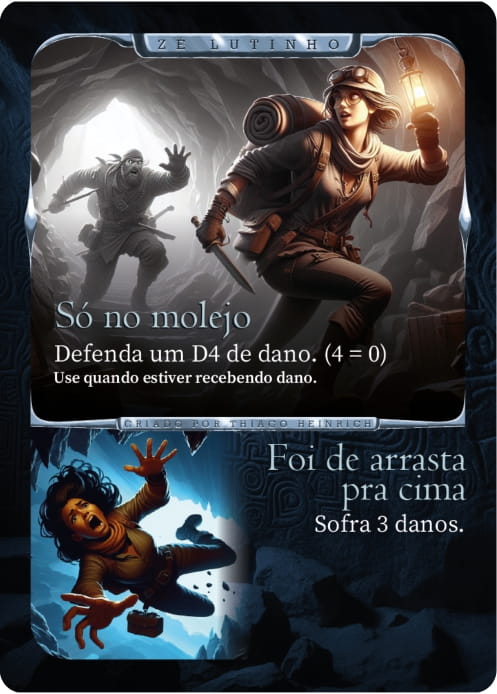 ZÉ LUTINHO
Só no molejo
Defenda um D4 de dano. (4 = 0)
Use quando estiver recebendo dano.
CRIADO POR THIAGO HEINRICH
Foi de arrasta
pra cima
Sofra 3 danos.